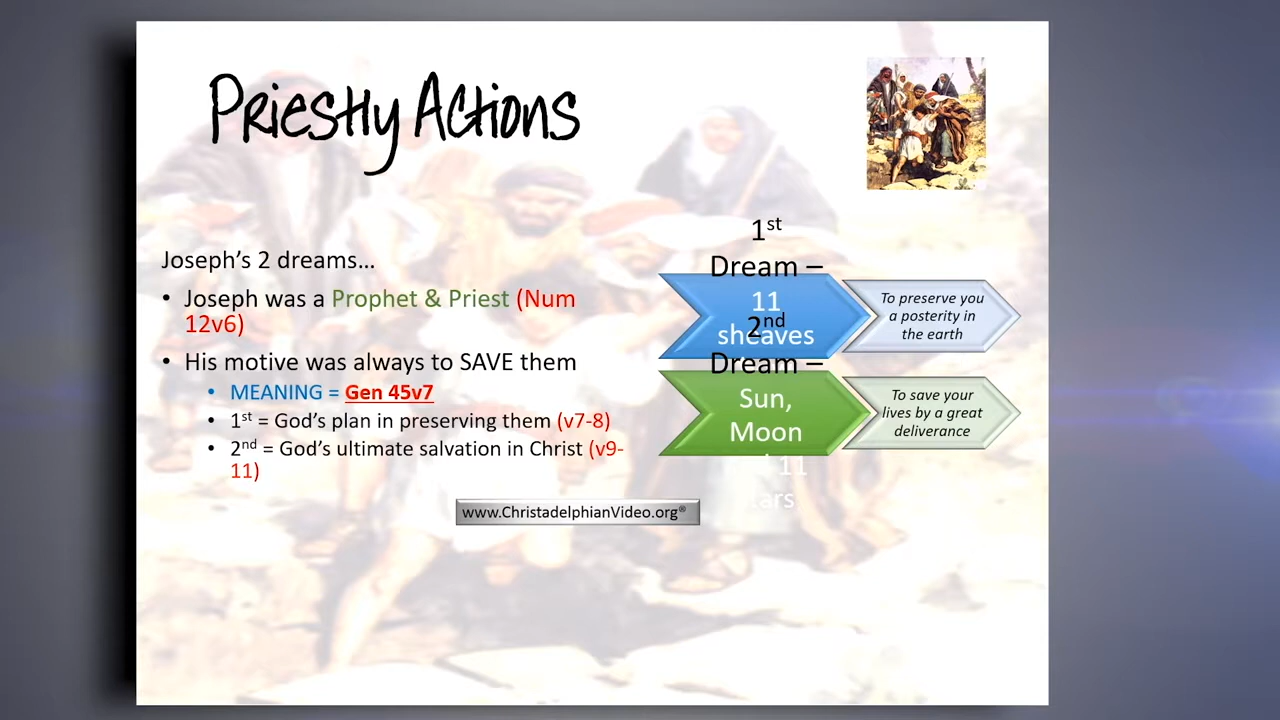 Priestly Actions
Joseph's 2 dreams...
• Joseph was a Prophet & Priest (Num
12v6)
• His motive was always to SAVE them
• MEANING = Gen 45v7
• 1st = God's plan in preserving them (v7-8)
• 2nd = God's ultimate salvation in Christ (v9-
11)
1st
Dream –
11
sheaves
To preserve you
a posterity in
the earth
2nd
Dream –
Sun,
Moon
11
To save your
lives by a great
deliverance
www.ChristadelphianVideo.org®